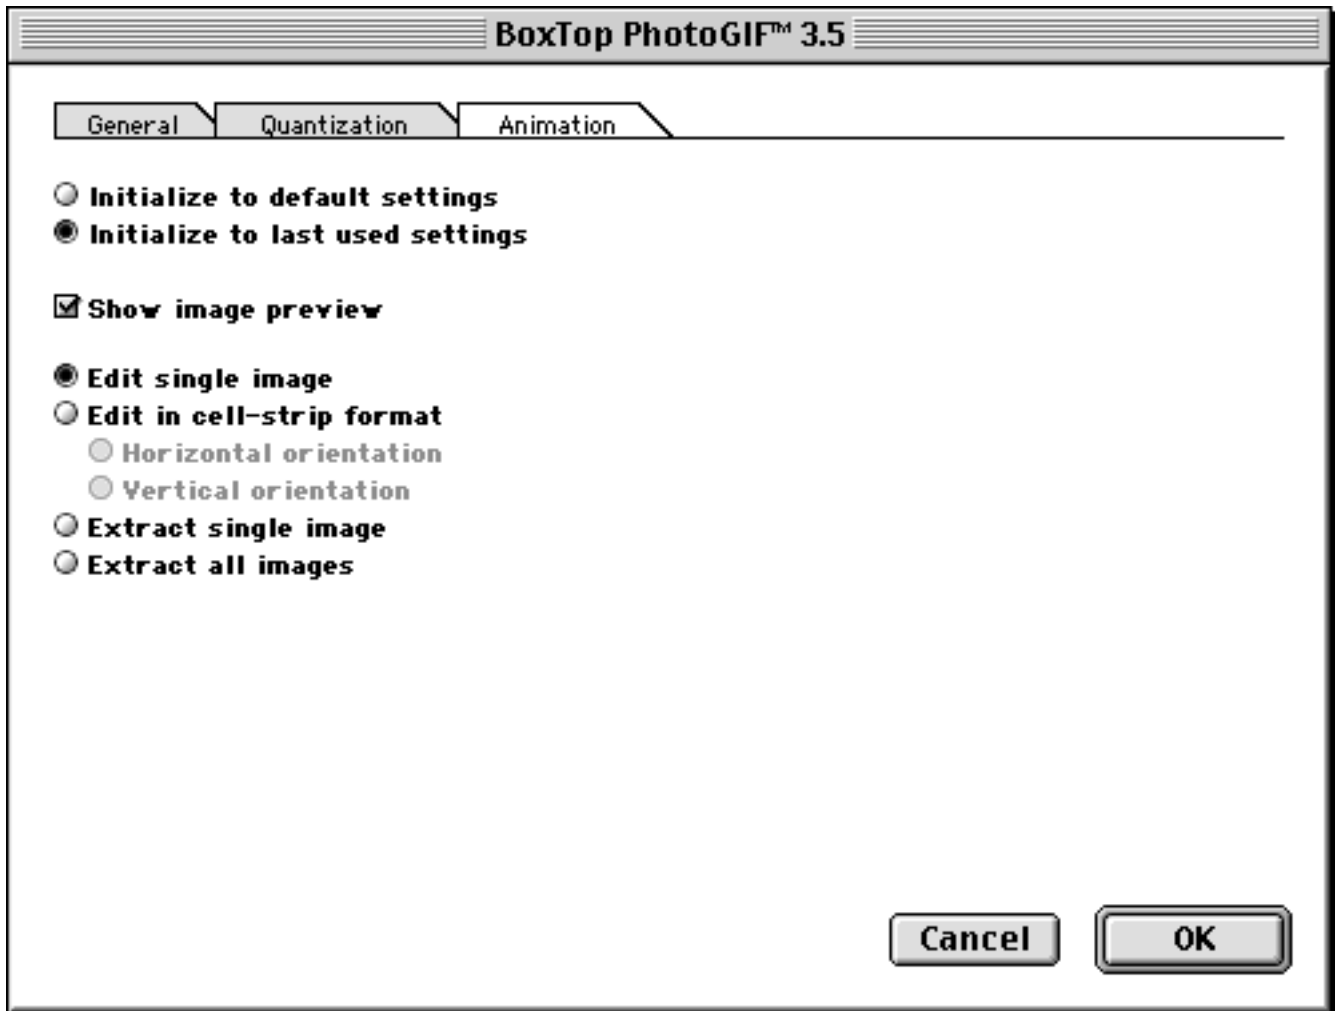 BoxTop PhotoGIF™ 3.5
General Quantization Animation
Initialize to default settings
Initialize to last used settings
Show image preview
Edit single image
Edit in cell-strip format
Horizontal orientation
Vertical orientation
Extract single image
Extract all images
Cancel OK